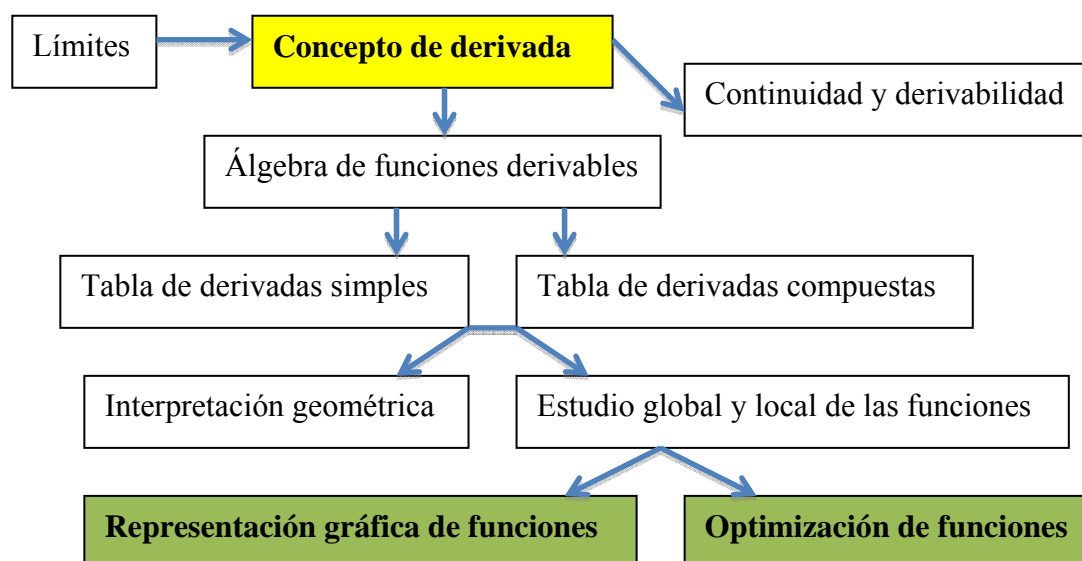 Límites
Concepto de derivada
Continuidad y derivabilidad
Álgebra de funciones derivables
Tabla de derivadas simples
Tabla de derivadas compuestas
Interpretación geométrica
Estudio global y local de las funciones
Representación gráfica de funciones
Optimización de funciones